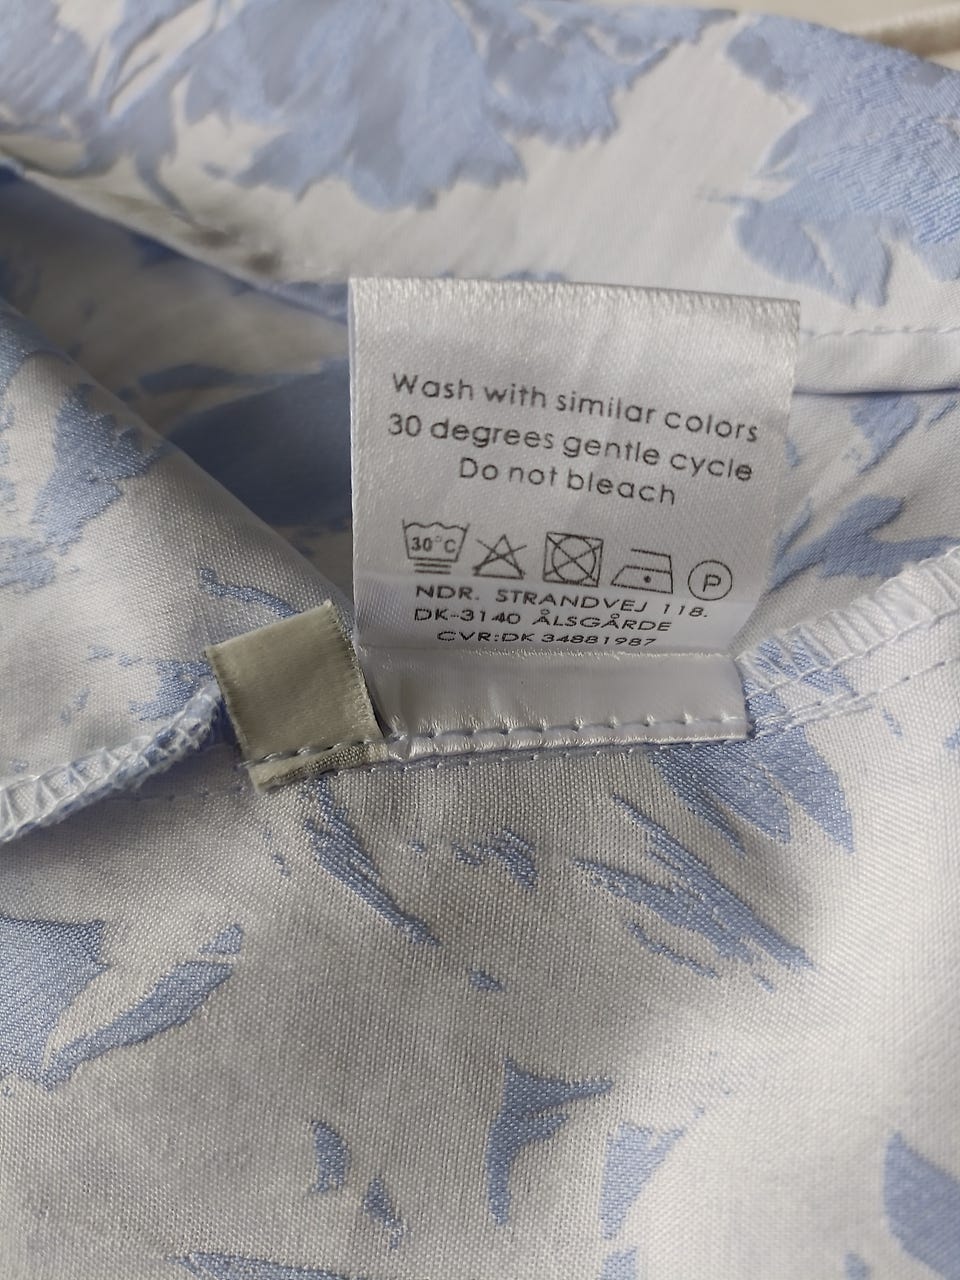 Wash with similar colors
30 degrees gentle cycle
Do not bleach
30°C P
NDR. STRANDVEJ 118.
DK-3140 ÅLSGÅRDE
CVR:DK 34881987